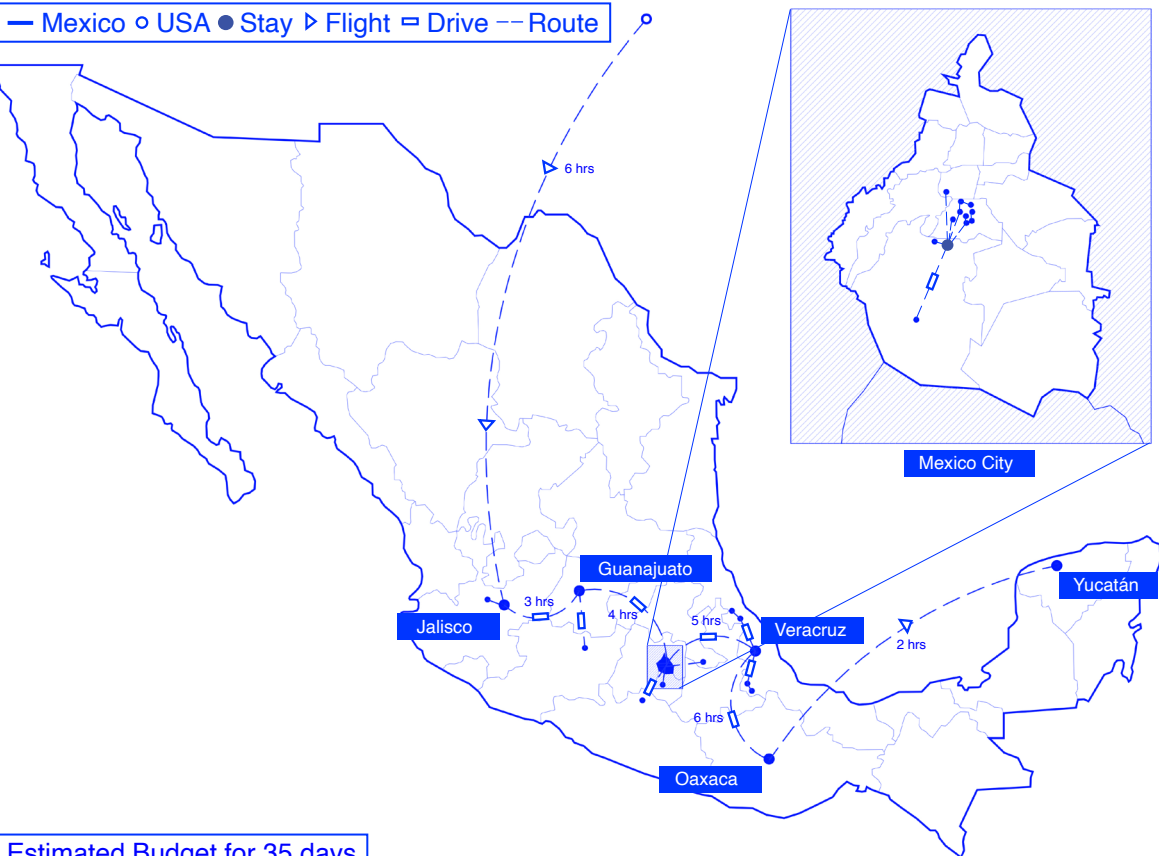 Mexico USA Stay Flight Drive Route
6 hrs
Mexico City
Guanajuato
Yucatán
3 hrs
4 hrs
5 hrs
Jalisco
Veracruz
2 hrs
6 hrs
Oaxaca
Estimated Budget for 35 days